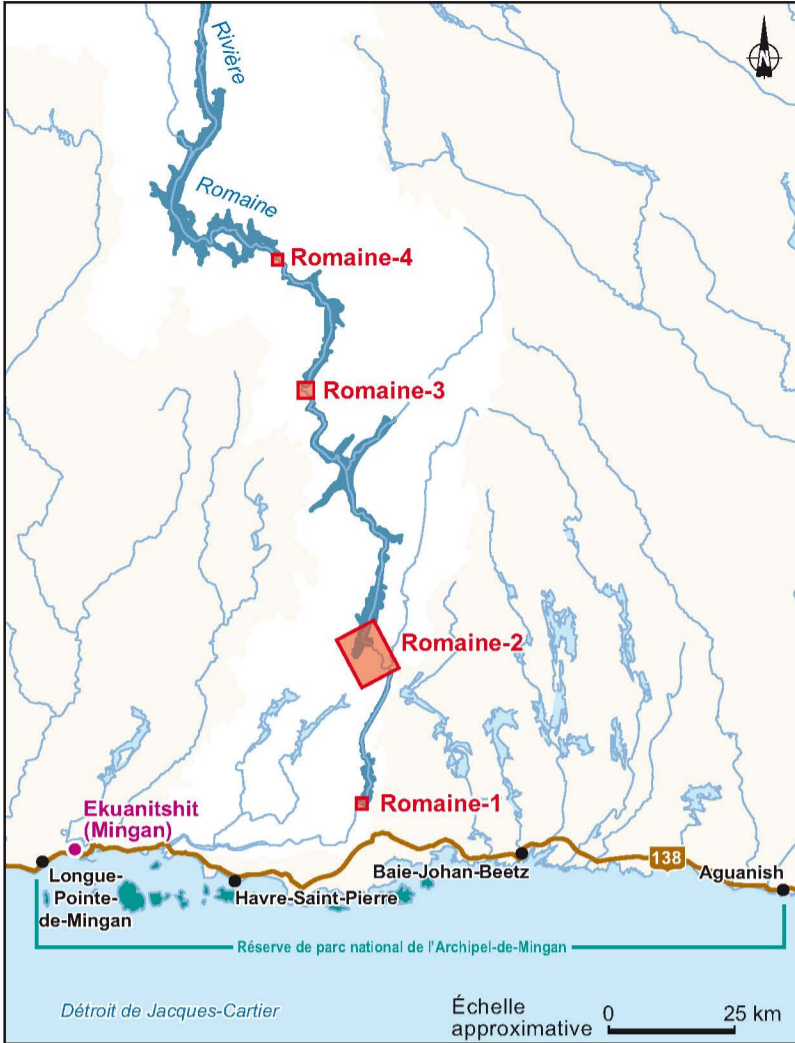 N
Rivière
Romaine
Romaine-4
Romaine-3
Romaine-2
Romaine-1
Ekuanitshit
(Mingan)
138
Longue-
Pointe-
de-Mingan
Havre-Saint-Pierre
Baie-Johan-Beetz
Aguanish
Réserve de parc national de l'Archipel-de-Mingan
Détroit de Jacques-Cartier
Échelle
approximative
0 25 km